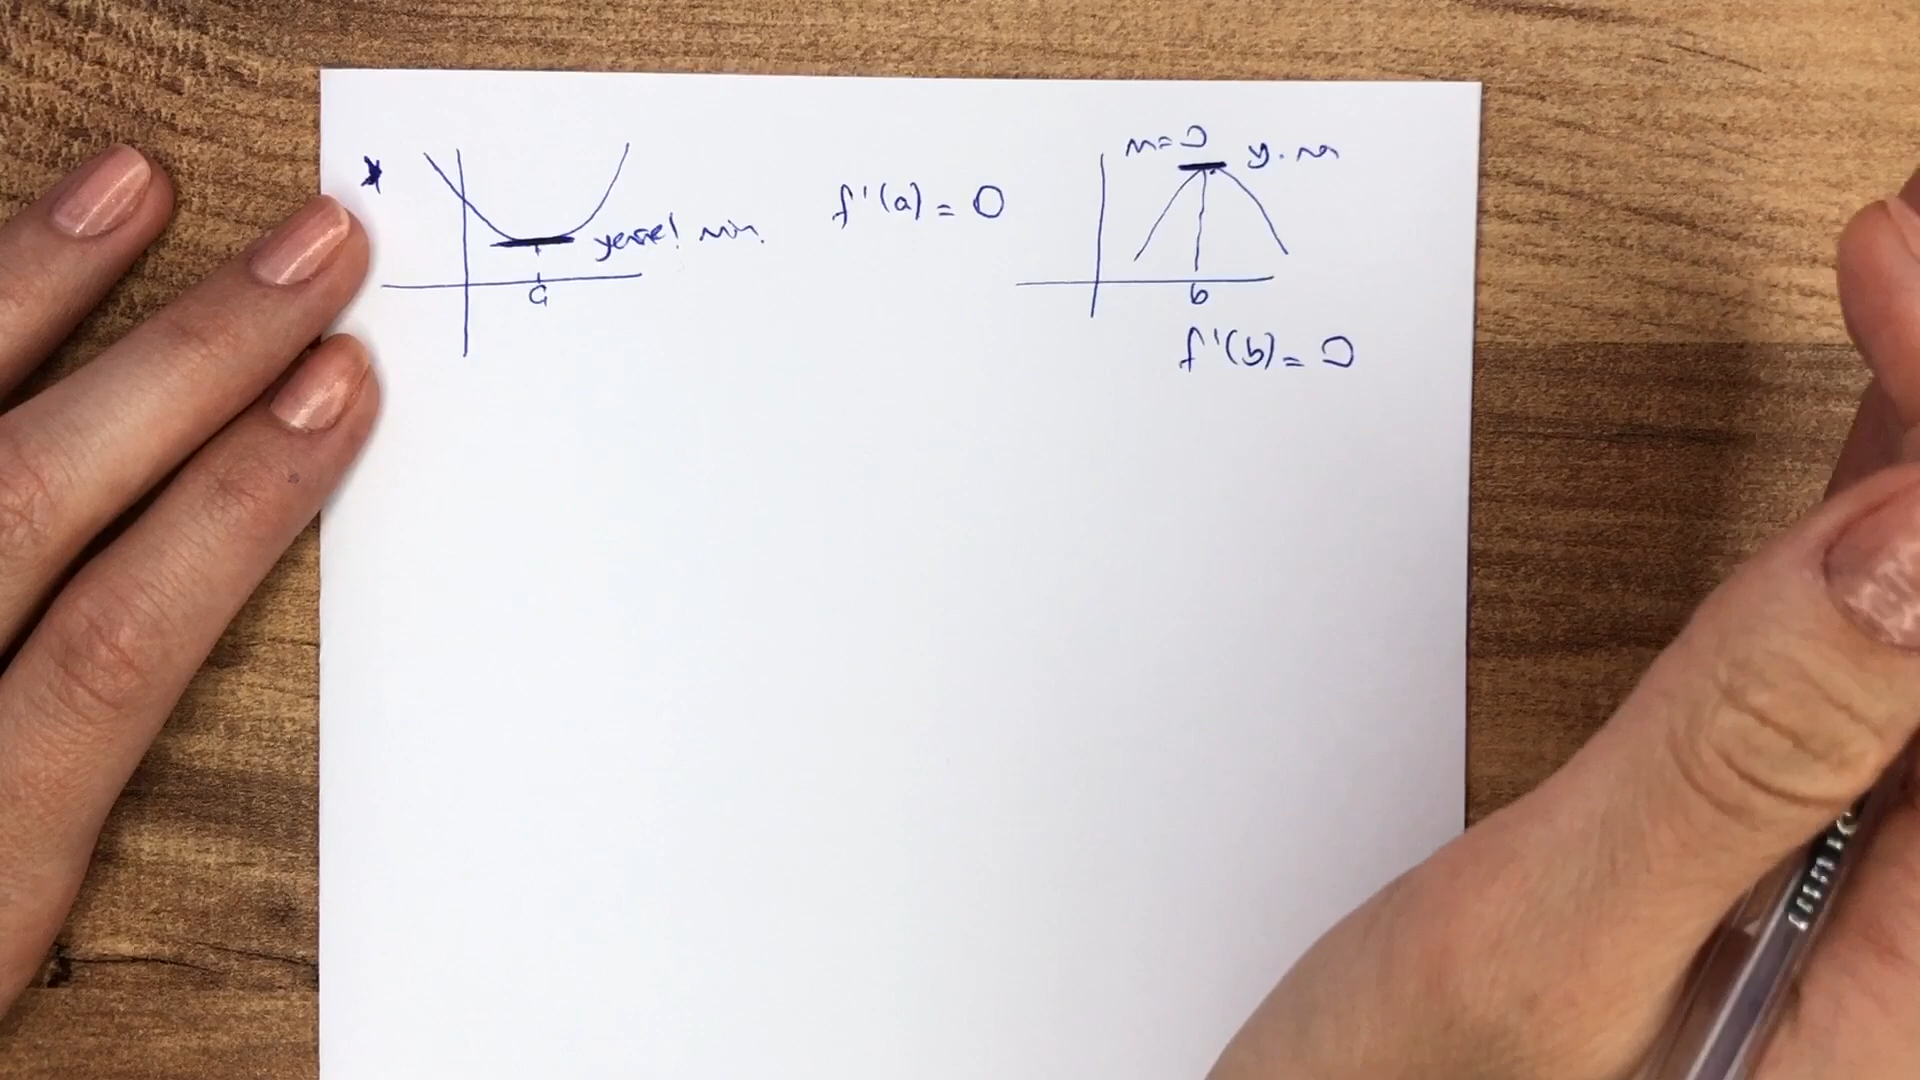 m=0
y. m
yerel min.
f'(a) = 0
a
b
f'(b) = 0